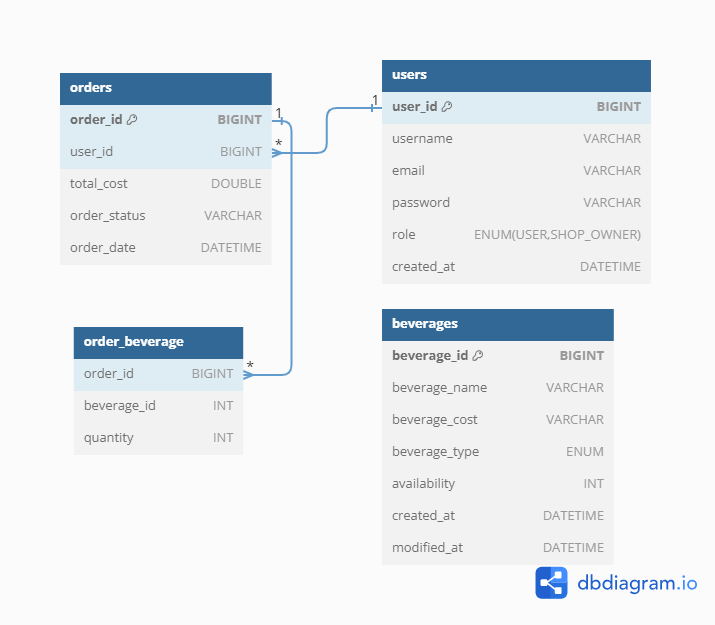 orders
order_id BIGINT
user_id BIGINT
total_cost DOUBLE
order_status VARCHAR
order_date DATETIME
1
*
users
1
user_id BIGINT
username VARCHAR
email VARCHAR
password VARCHAR
role ENUM(USER,SHOP_OWNER)
created_at DATETIME
order_beverage
order_id BIGINT
*
beverage_id INT
quantity INT
beverages
beverage_id BIGINT
beverage_name VARCHAR
beverage_cost VARCHAR
beverage_type ENUM
availability INT
created_at DATETIME
modified_at DATETIME
dbdiagram.io